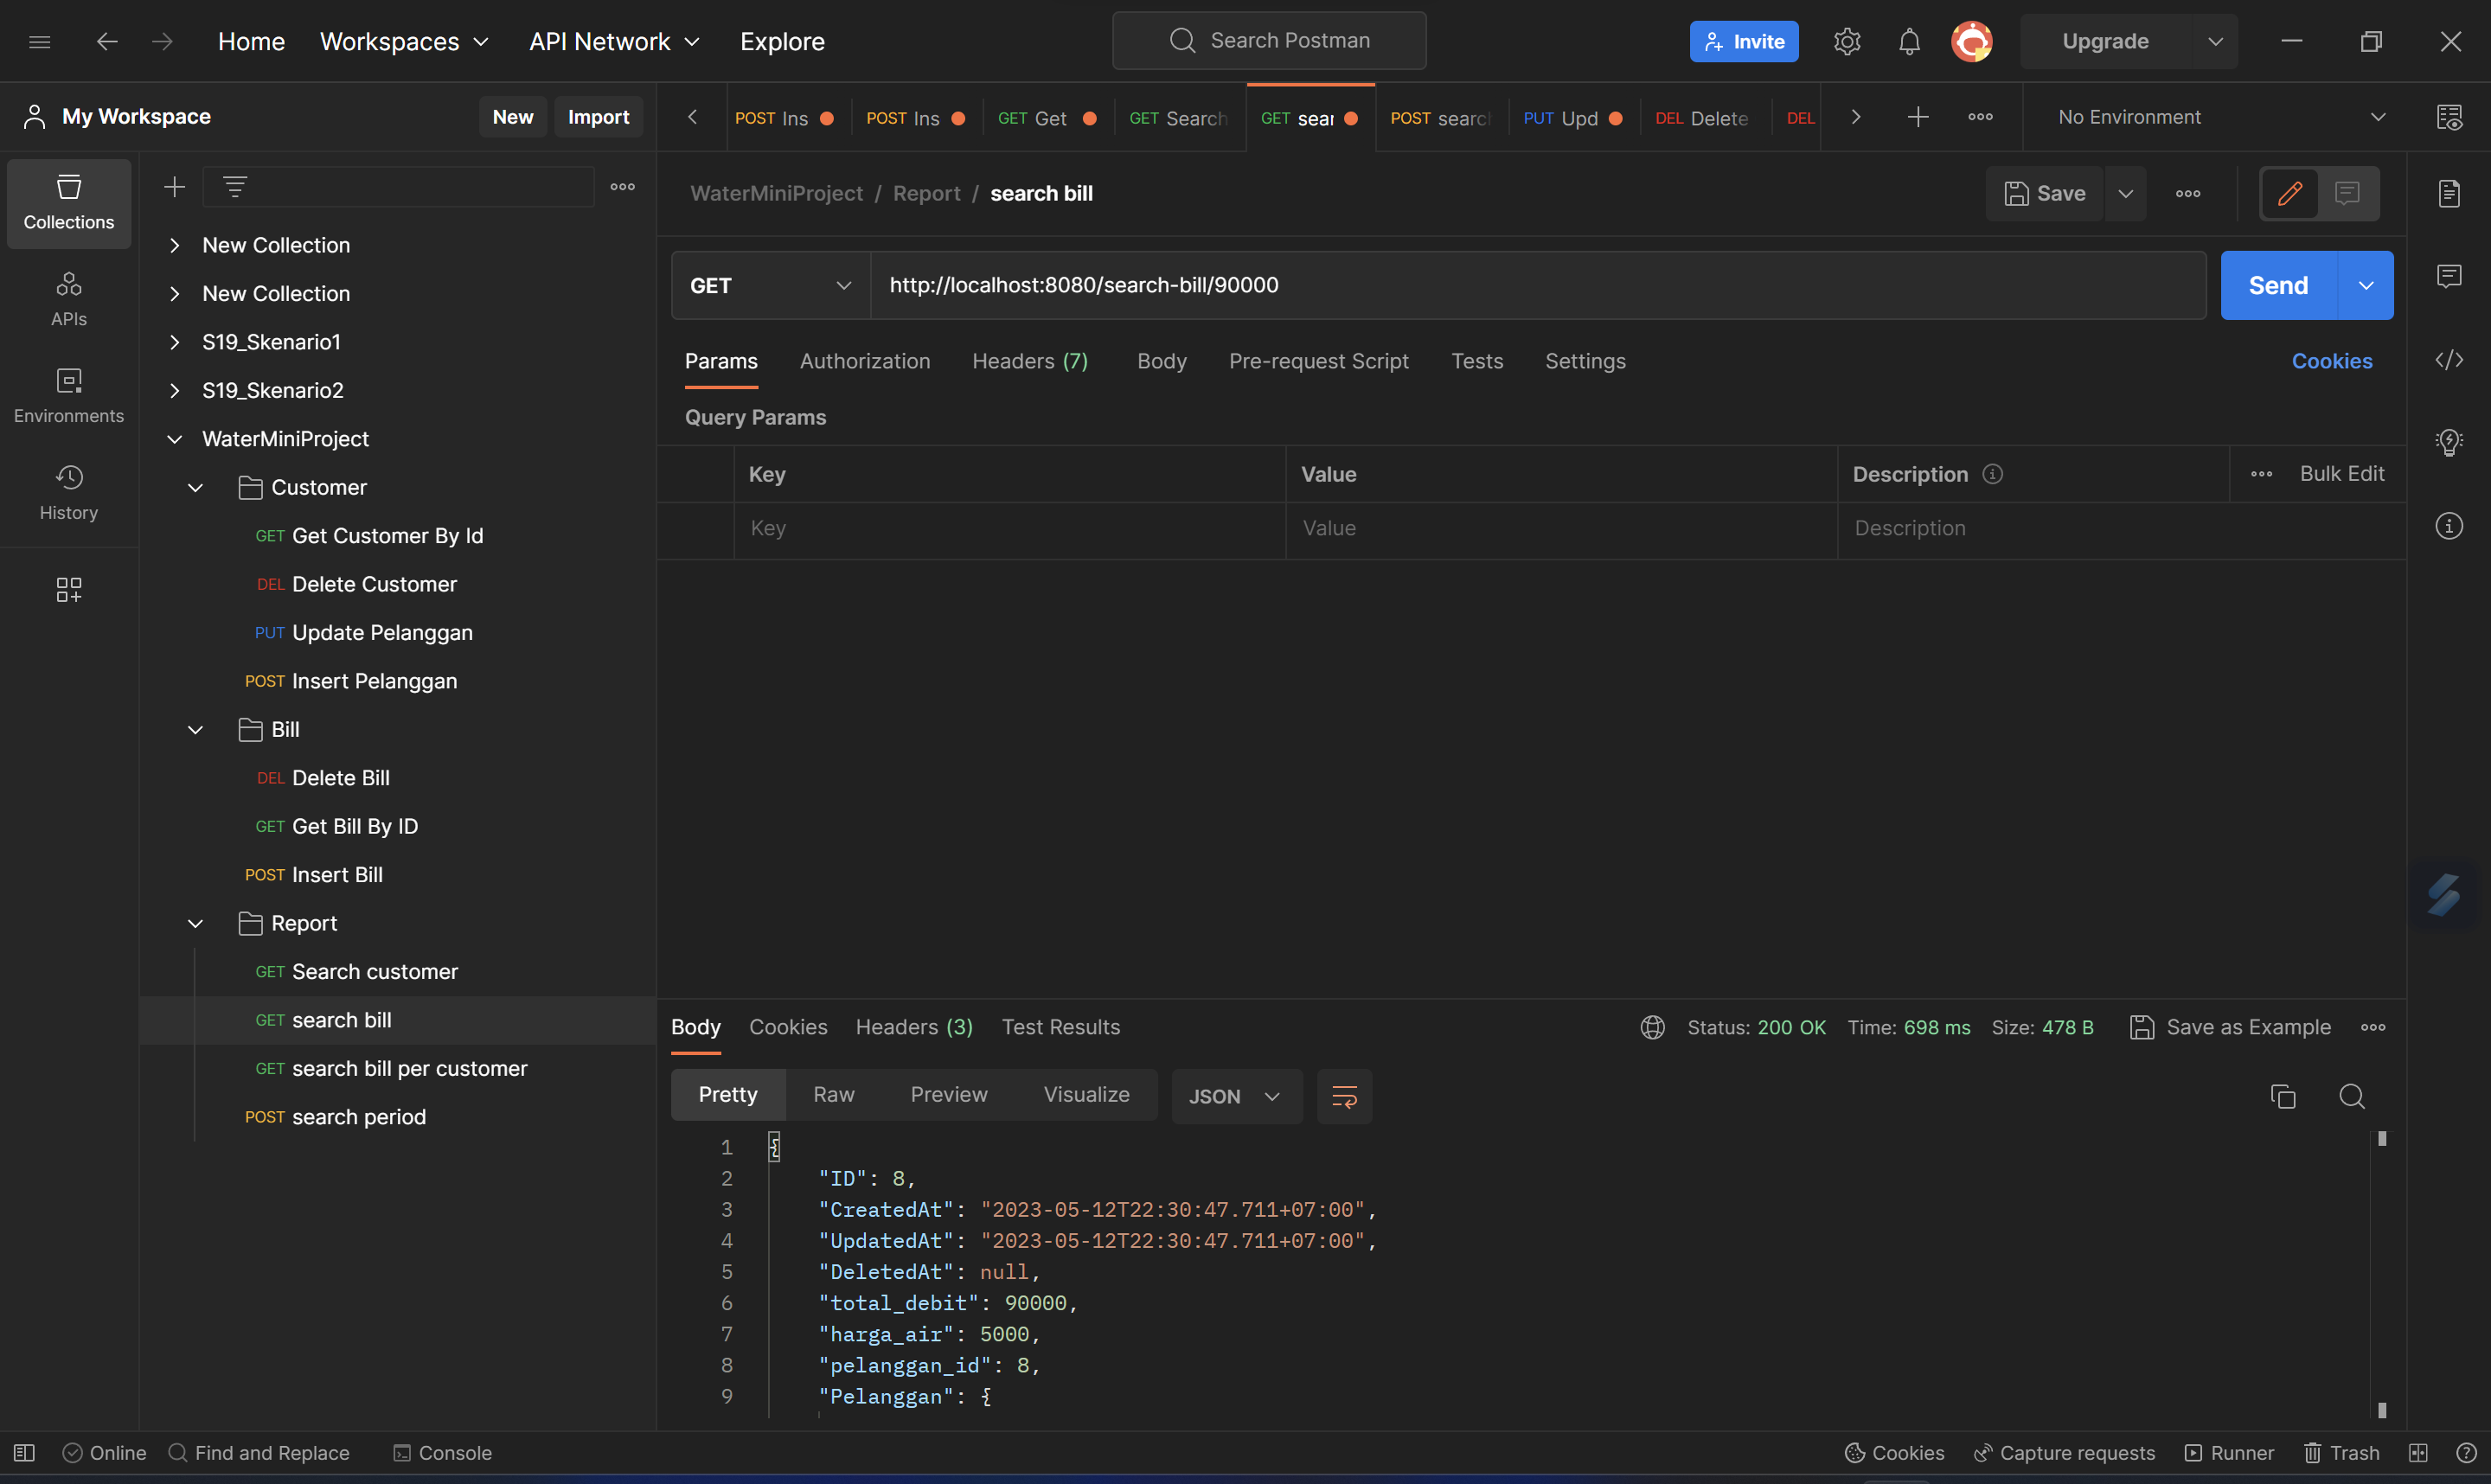 Home Workspaces API Network Explore Search Postman Invite Upgrade
My Workspace New Import POST Ins POST Ins GET Get GET Search GET sear POST search PUT Upd DEL Delete DEL No Environment
WaterMiniProject / Report / search bill Save
Collections
New Collection
New Collection
APIs
S19_Skenario1
S19_Skenario2
Environments
WaterMiniProject
Customer
History
GET Get Customer By Id
DEL Delete Customer
PUT Update Pelanggan
POST Insert Pelanggan
Bill
DEL Delete Bill
GET Get Bill By ID
POST Insert Bill
Report
GET Search customer
GET search bill
GET search bill per customer
POST search period
GET http://localhost:8080/search-bill/90000 Send
Params Authorization Headers (7) Body Pre-request Script Tests Settings Cookies
Query Params
Key Value Description Bulk Edit
Key Value Description
Body Cookies Headers (3) Test Results Status: 200 OK Time: 698 ms Size: 478 B Save as Example
Pretty Raw Preview Visualize JSON
1 {
2 "ID": 8,
3 "CreatedAt": "2023-05-12T22:30:47.711+07:00",
4 "UpdatedAt": "2023-05-12T22:30:47.711+07:00",
5 "DeletedAt": null,
6 "total_debit": 90000,
7 "harga_air": 5000,
8 "pelanggan_id": 8,
9 "Pelanggan": {
Online Find and Replace Console Cookies Capture requests Runner Trash